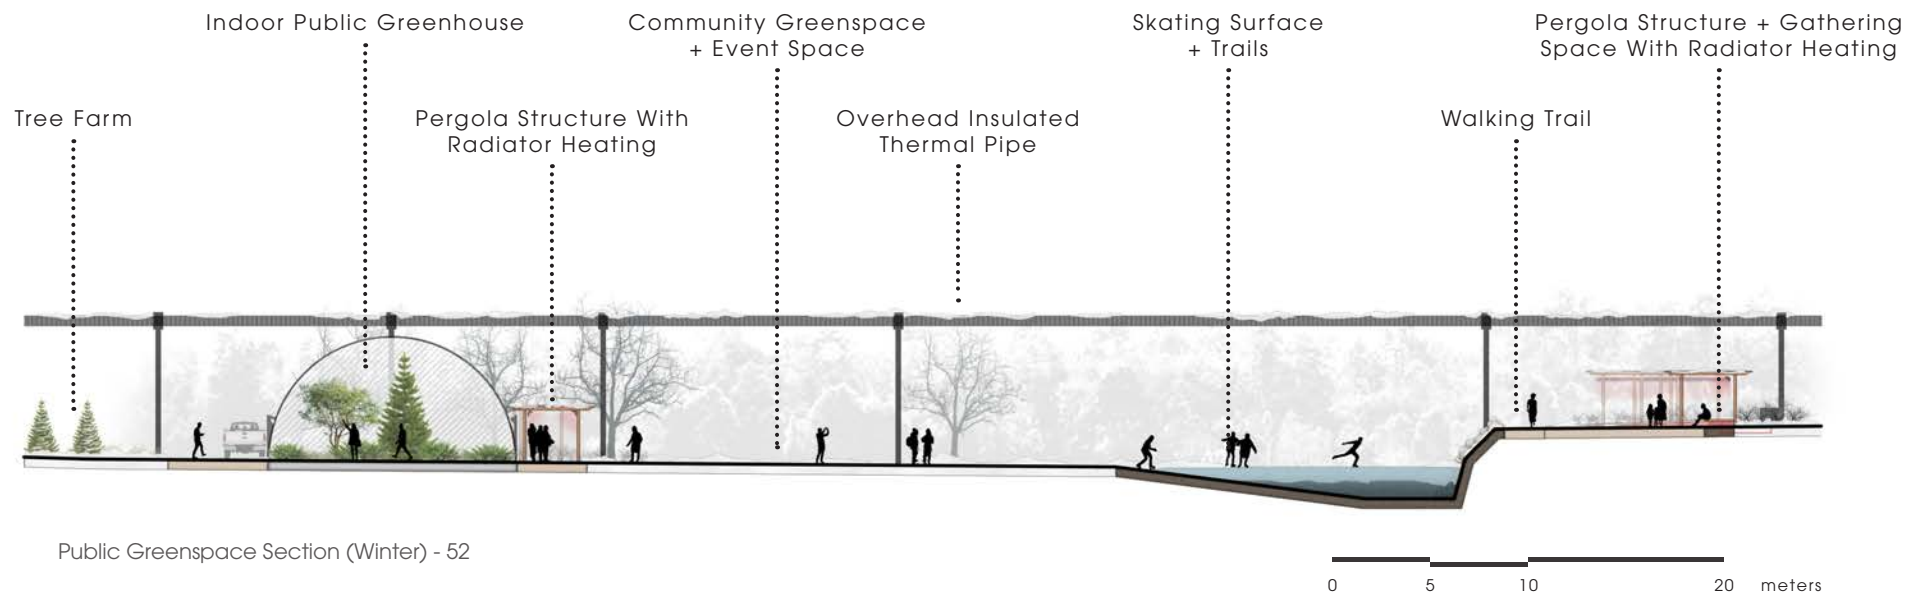 Indoor Public Greenhouse
Community Greenspace
+ Event Space
Skating Surface
+ Trails
Pergola Structure + Gathering
Space With Radiator Heating
Tree Farm
Pergola Structure With
Radiator Heating
Overhead Insulated
Thermal Pipe
Walking Trail
Public Greenspace Section (Winter) - 52
0 5 10 20 meters